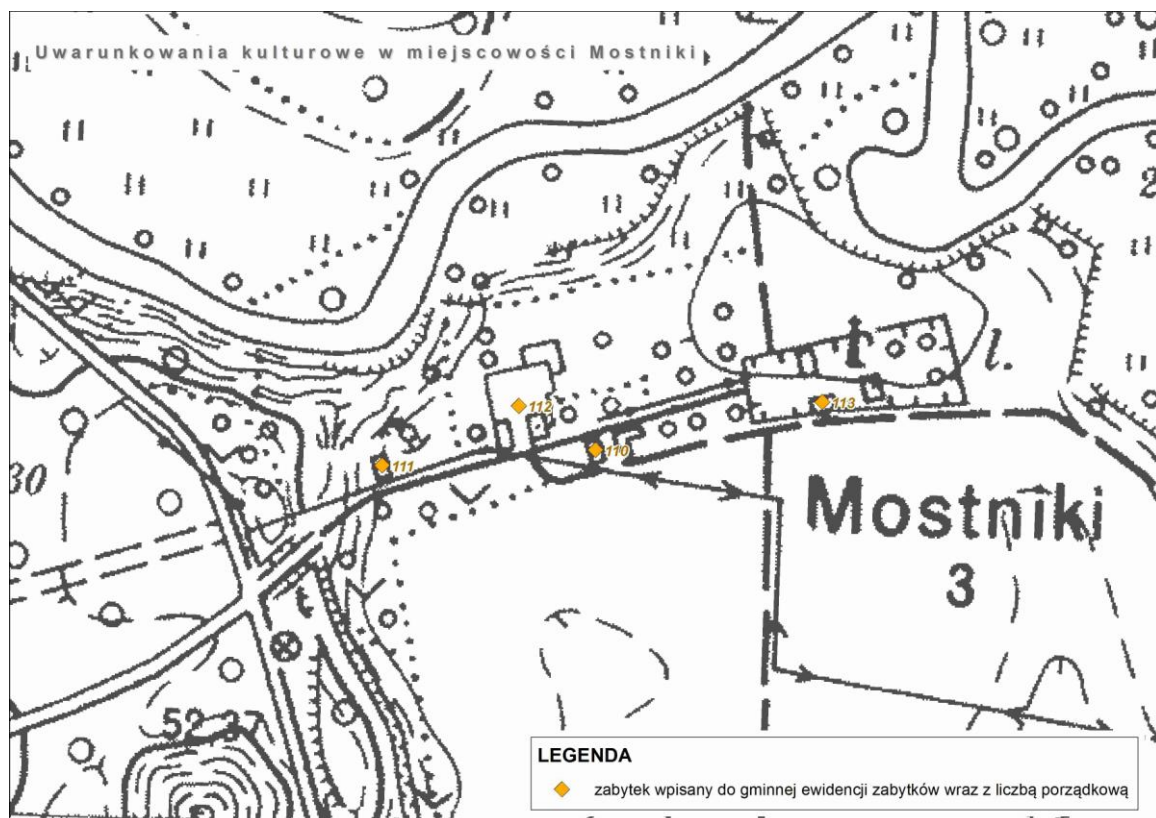 Uwarunkowania kulturowe w miejscowości Mostniki
112
113
110
111
30
l.
Mostniki
3
LEGENDA
zabytek wpisany do gminnej ewidencji zabytków wraz z liczbą porządkową